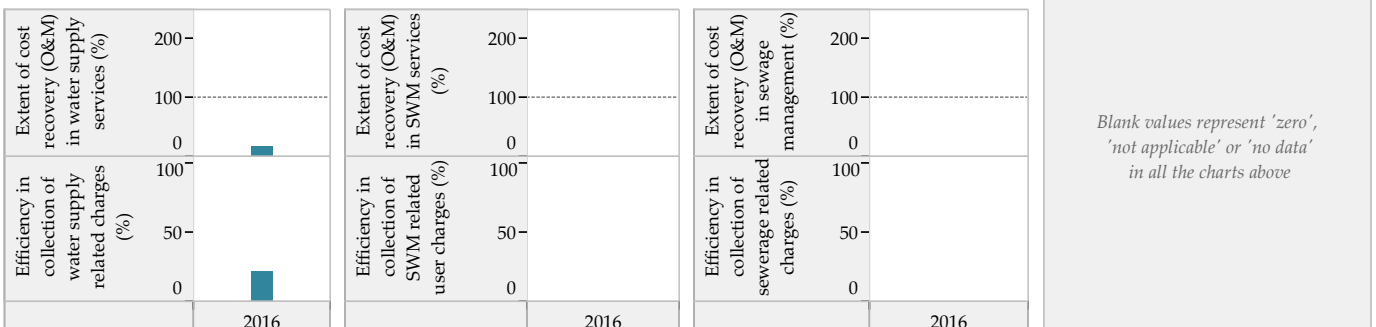 Extent of cost
recovery (O&M)
in water supply
services (%)
200
100
0
Efficiency in
collection of
water supply
related charges
(%)
100
50
0
2016
Extent of cost
recovery (O&M)
in SWM services
(%)
200
100
0
Efficiency in
collection of
SWM related
user charges (%)
100
50
0
2016
Extent of cost
recovery (O&M)
in sewage
management (%)
200
100
0
Efficiency in
collection of
sewerage related
charges (%)
100
50
0
2016
Blank values represent 'zero',
'not applicable' or 'no data'
in all the charts above